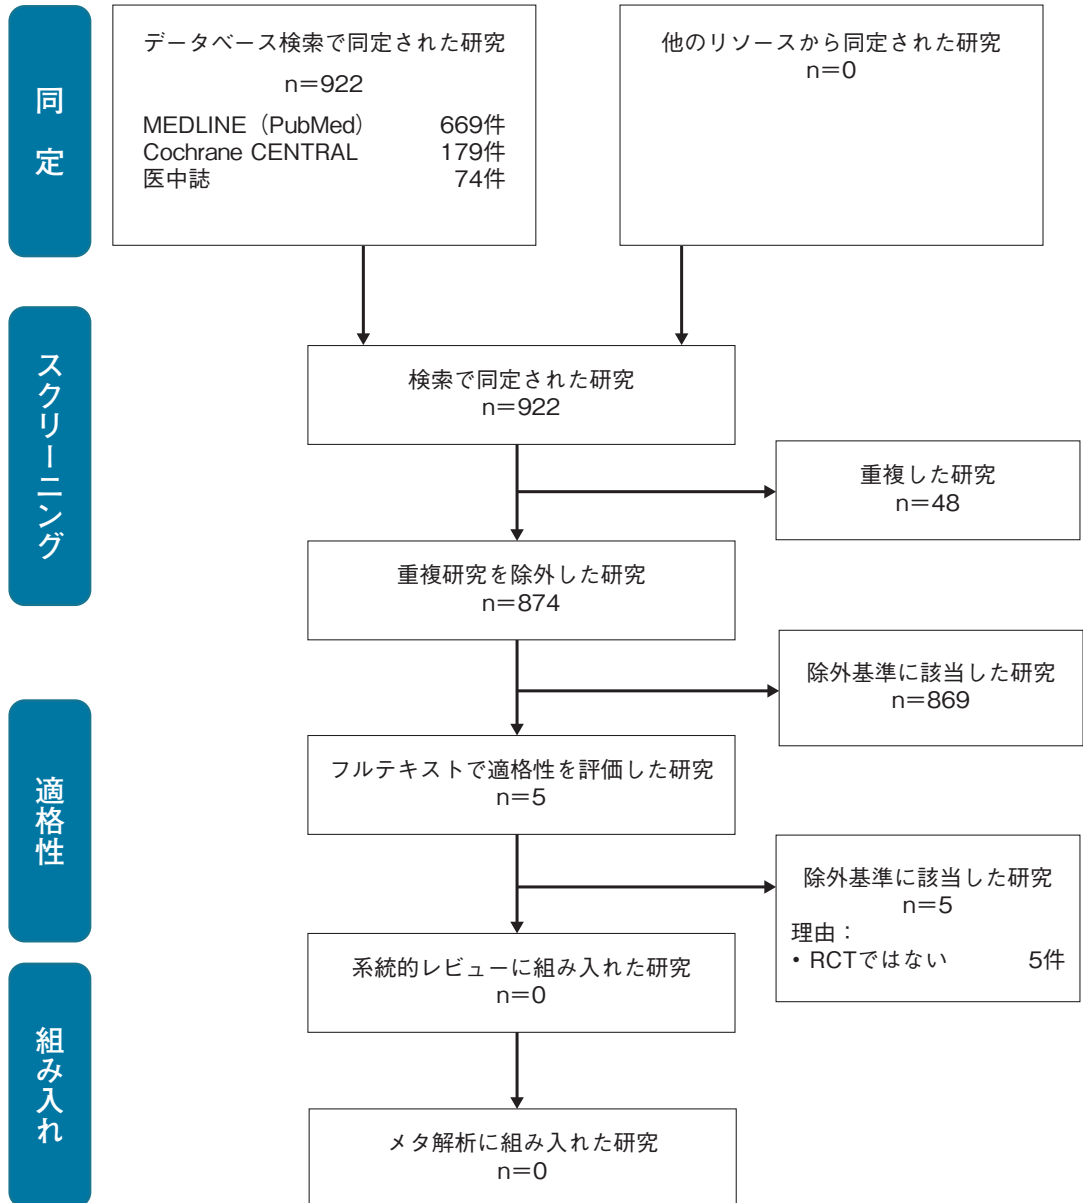 同定
データベース検索で同定された研究
n＝922
MEDLINE（PubMed） 669件
Cochrane CENTRAL 179件
医中誌 74件
他のリソースから同定された研究
n＝0
スクリーニング
検索で同定された研究
n＝922
重複した研究
n＝48
重複研究を除外した研究
n＝874
除外基準に該当した研究
n＝869
適格性
フルテキストで適格性を評価した研究
n＝5
除外基準に該当した研究
n＝5
理由：
・RCTではない 5件
組み入れ
系統的レビューに組み入れた研究
n＝0
メタ解析に組み入れた研究
n＝0